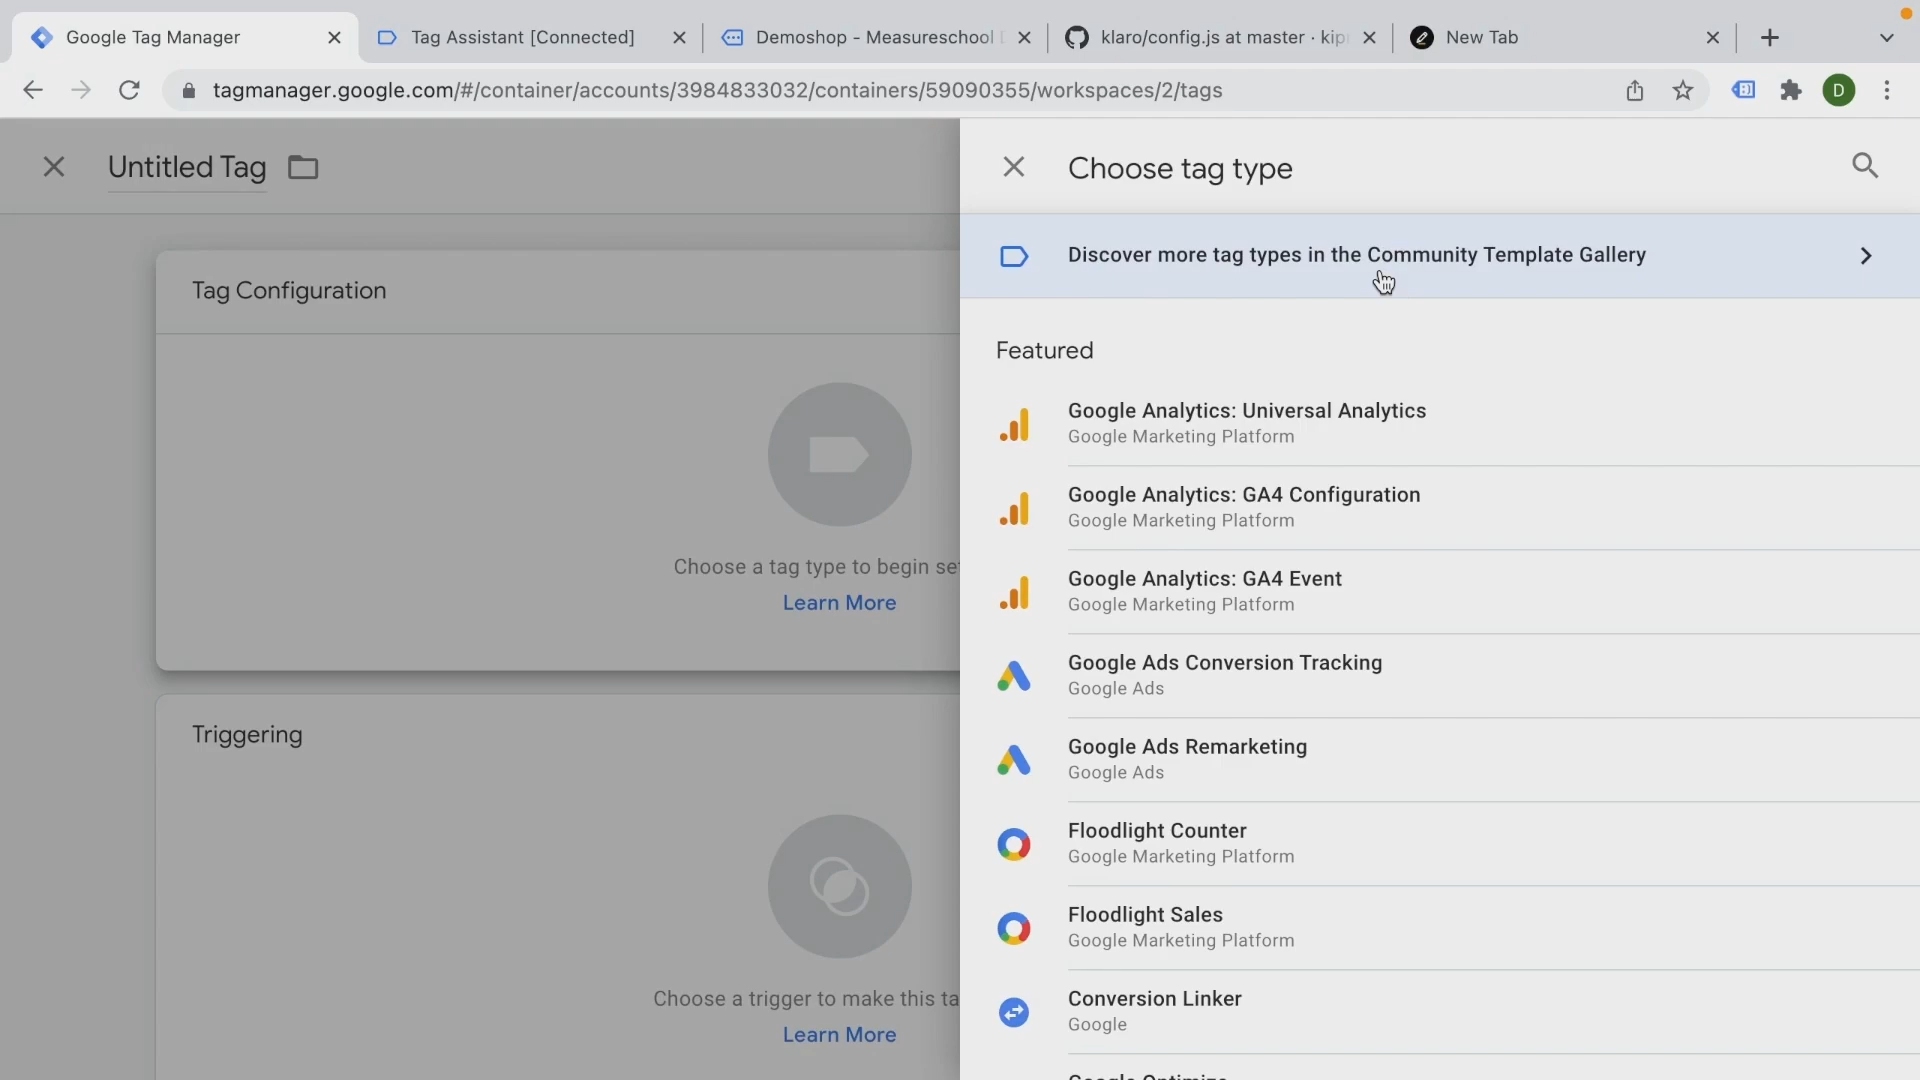 Google Tag Manager
Tag Assistant [Connected]
Demoshop - Measureschool
klaro/config.js at master · kip
New Tab
tagmanager.google.com/#/container/accounts/3984833032/containers/59090355/workspaces/2/tags
D
Untitled Tag
Choose tag type
Discover more tag types in the Community Template Gallery
Tag Configuration
Choose a tag type to begin se
Learn More
Triggering
Choose a trigger to make this ta
Learn More
Featured
Google Analytics: Universal Analytics
Google Marketing Platform
Google Analytics: GA4 Configuration
Google Marketing Platform
Google Analytics: GA4 Event
Google Marketing Platform
Google Ads Conversion Tracking
Google Ads
Google Ads Remarketing
Google Ads
Floodlight Counter
Google Marketing Platform
Floodlight Sales
Google Marketing Platform
Conversion Linker
Google
Google Optimize